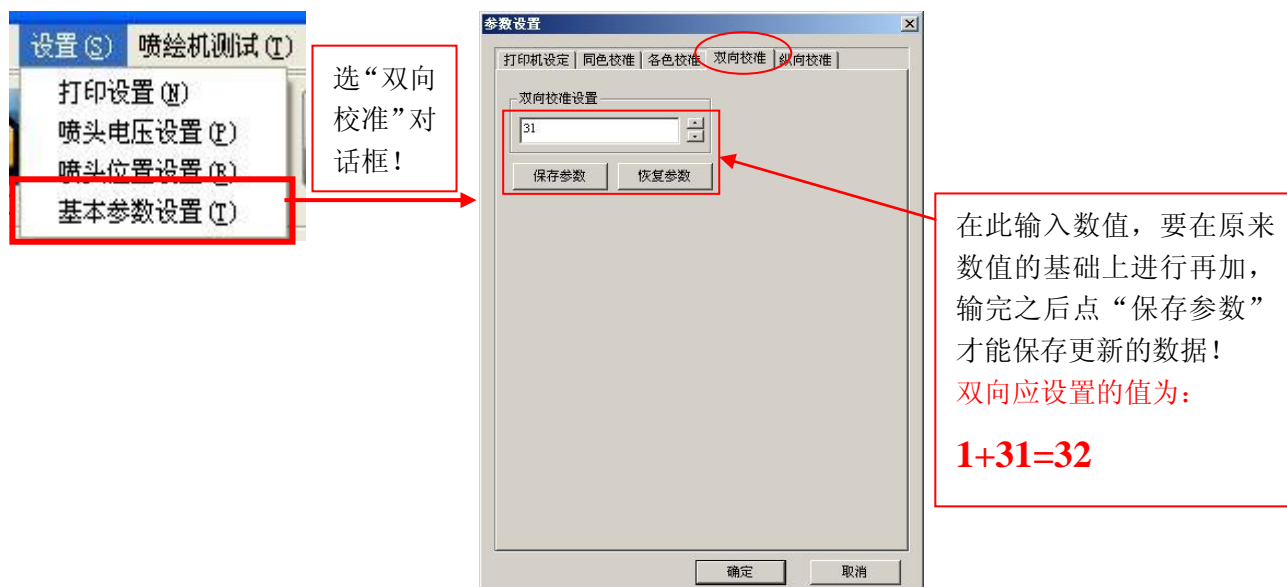 设置(S) 喷绘机测试(T)
打印设置(N)
喷头电压设置(P)
喷头位置设置(R)
基本参数设置(T)
选“双向
校准”对
话框！
参数设置
打印机设定 同色校准 各色校准 双向校准 纵向校准
双向校准设置
31
保存参数 恢复参数
确定 取消
在此输入数值，要在原来
数值的基础上进行再加，
输完之后点“保存参数”
才能保存更新的数据！
双向应设置的值为：
1+31=32